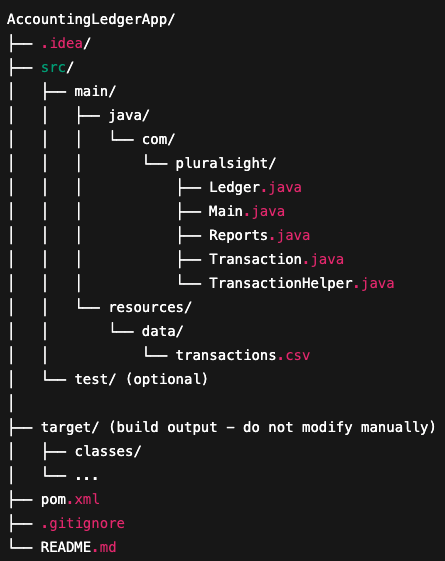 AccountingLedgerApp/
├── .idea/
├── src/
│   ├── main/
│   │   ├── java/
│   │   │   └── com/
│   │   │       └── pluralsight/
│   │   │           ├── Ledger.java
│   │   │           ├── Main.java
│   │   │           ├── Reports.java
│   │   │           ├── Transaction.java
│   │   │           └── TransactionHelper.java
│   │   └── resources/
│   │       └── data/
│   │           └── transactions.csv
│   └── test/ (optional)
│
├── target/ (build output – do not modify manually)
│   ├── classes/
│   └── ...
├── pom.xml
├── .gitignore
└── README.md